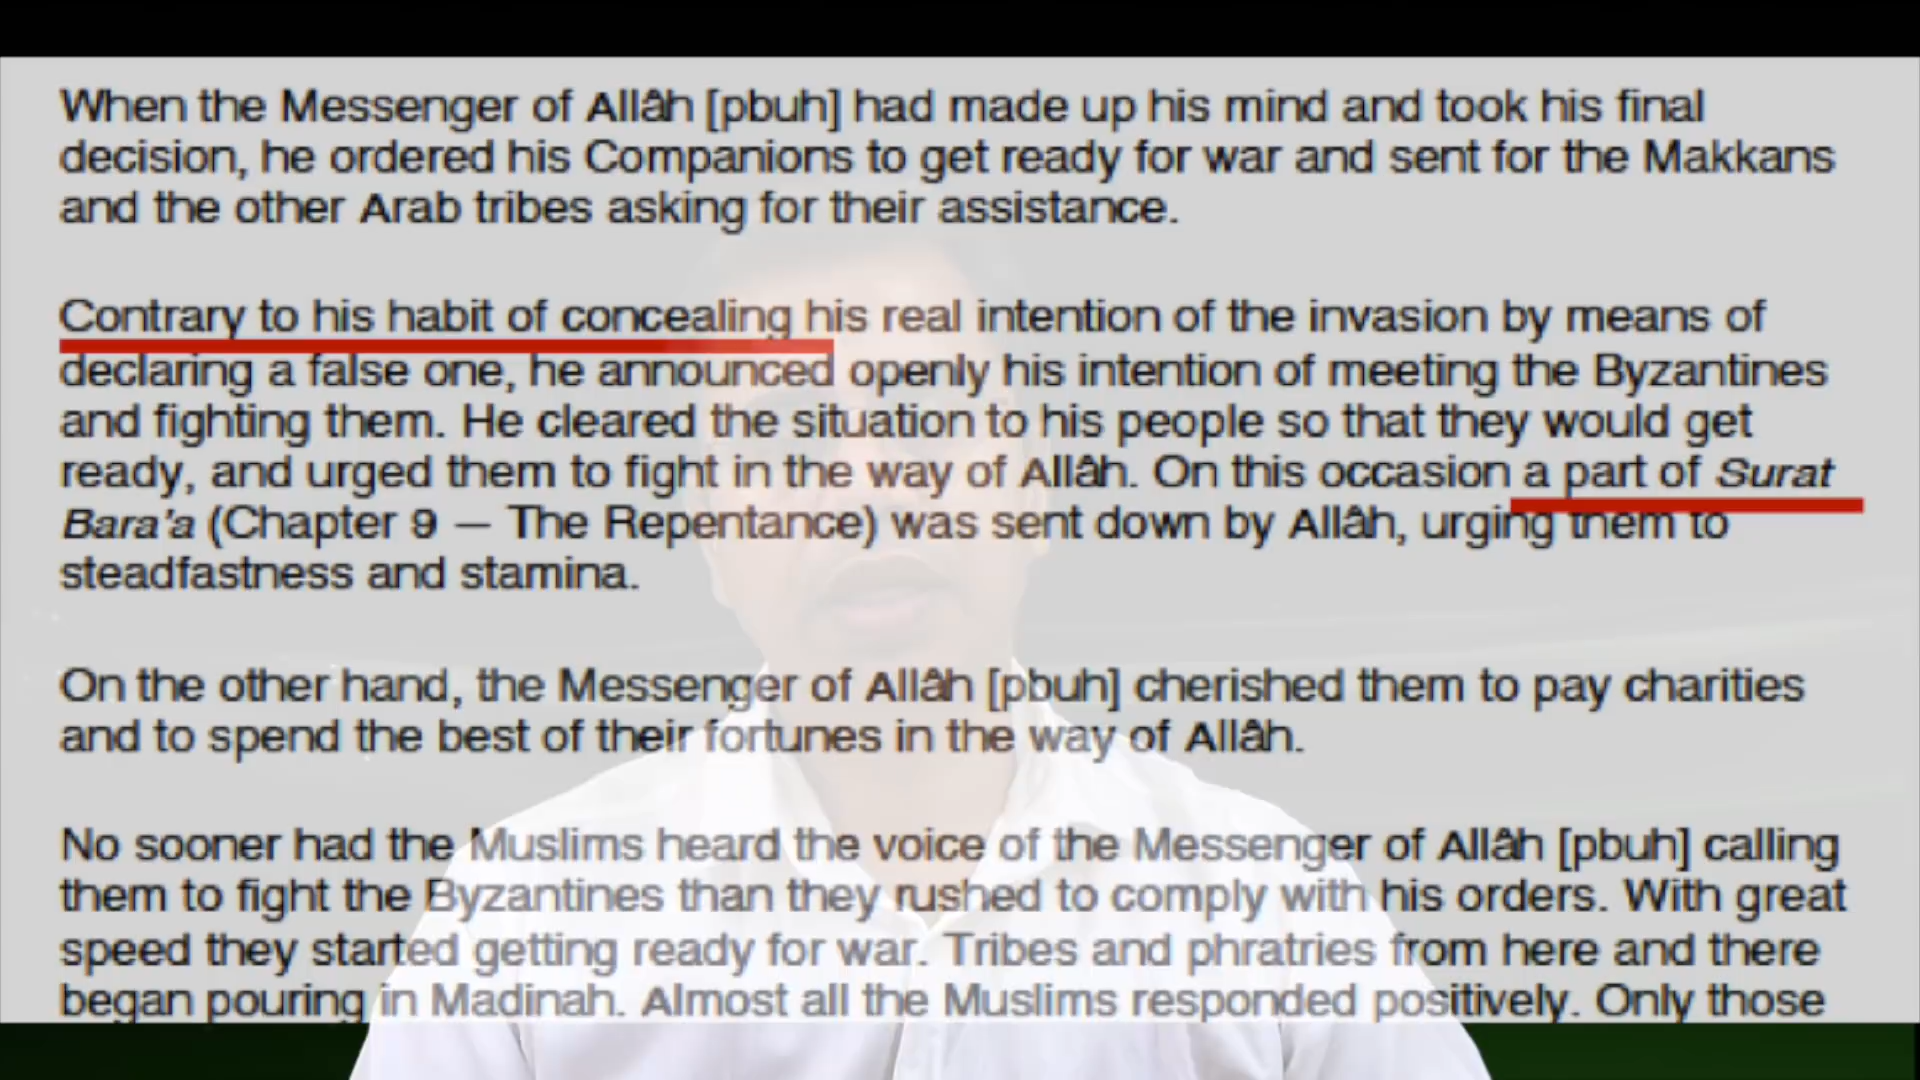 When the Messenger of Allâh [pbuh] had made up his mind and took his final
decision, he ordered his Companions to get ready for war and sent for the Makkans
and the other Arab tribes asking for their assistance.
Contrary to his habit of concealing his real intention of the invasion by means of
declaring a false one, he announced openly his intention of meeting the Byzantines
and fighting them. He cleared the situation to his people so that they would get
ready, and urged them to fight in the way of Allâh. On this occasion a part of Surat
Bara'a (Chapter 9 — The Repentance) was sent down by Allâh, urging them to
steadfastness and stamina.
On the other hand, the Messenger of Allâh [pbuh] cherished them to pay charities
and to spend the best of their fortunes in the way of Allâh.
No sooner had the Muslims heard the voice of the Messenger of Allâh [pbuh] calling
them to fight the Byzantines than they rushed to comply with his orders. With great
speed they started getting ready for war. Tribes and phratries from here and there
began pouring in Madinah. Almost all the Muslims responded positively. Only those